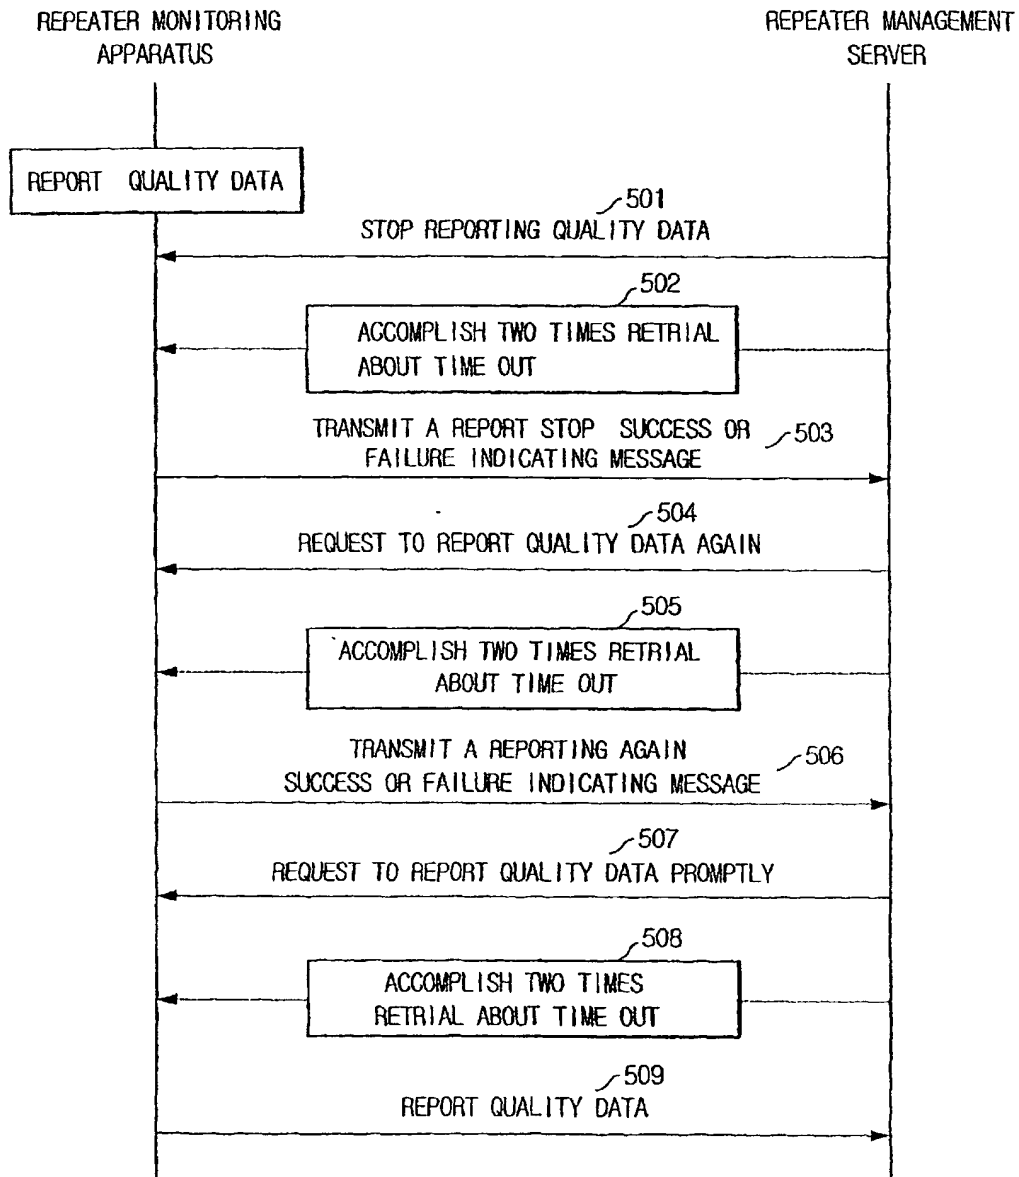 REPEATER MONITORING
APPARATUS
REPEATER MANAGEMENT
SERVER
REPORT QUALITY DATA
501
STOP REPORTING QUALITY DATA
502
ACCOMPLISH TWO TIMES RETRIAL
ABOUT TIME OUT
TRANSMIT A REPORT STOP SUCCESS OR
FAILURE INDICATING MESSAGE
503
504
REQUEST TO REPORT QUALITY DATA AGAIN
505
ACCOMPLISH TWO TIMES RETRIAL
ABOUT TIME OUT
TRANSMIT A REPORTING AGAIN
SUCCESS OR FAILURE INDICATING MESSAGE
506
507
REQUEST TO REPORT QUALITY DATA PROMPTLY
508
ACCOMPLISH TWO TIMES
RETRIAL ABOUT TIME OUT
509
REPORT QUALITY DATA